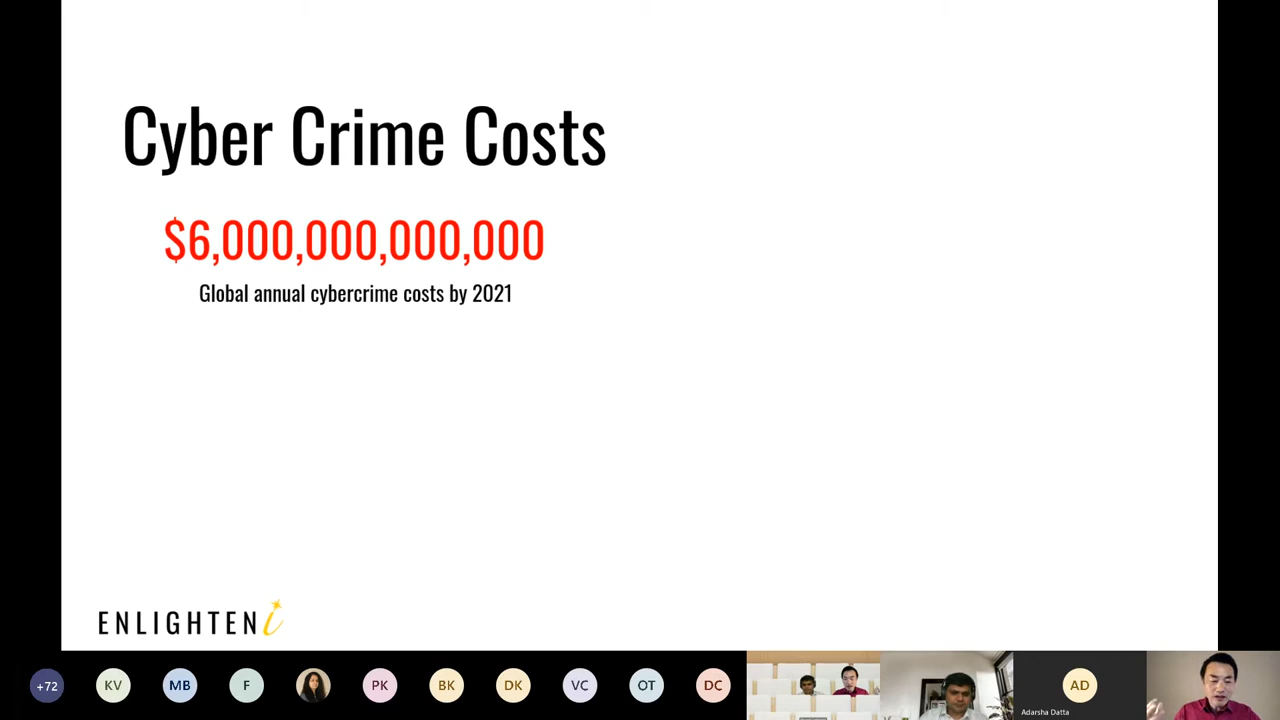 Cyber Crime Costs
$6,000,000,000,000
Global annual cybercrime costs by 2021
ENLIGHTENi
+72
KV
MB
F
PK
BK
DK
VC
OT
DC
AD
Adarsha Datta